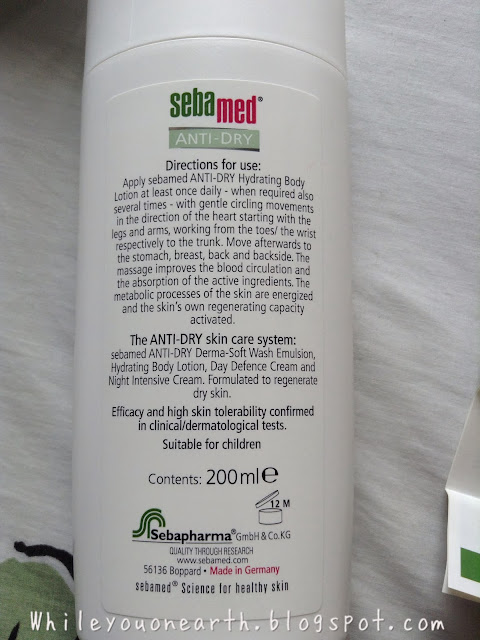 sebamed®
ANTI-DRY
Directions for use:
Apply sebamed ANTI-DRY Hydrating Body
Lotion at least once daily - when required also
several times - with gentle circling movements
in the direction of the heart starting with the
legs and arms, working from the toes/ the wrist
respectively to the trunk. Move afterwards to
the stomach, breast, back and backside. The
massage improves the blood circulation and
the absorption of the active ingredients. The
metabolic processes of the skin are energized
and the skin's own regenerating capacity
activated.
The ANTI-DRY skin care system:
sebamed ANTI-DRY Derma-Soft Wash Emulsion,
Hydrating Body Lotion, Day Defence Cream and
Night Intensive Cream. Formulated to regenerate
dry skin.
Efficacy and high skin tolerability confirmed
in clinical/dermatological tests.
Suitable for children
Contents: 200ml℮
12 M
Sebapharma® GmbH & Co.KG
QUALITY THROUGH RESEARCH
www.sebamed.com
56136 Boppard • Made in Germany
sebamed® Science for healthy skin
Whileyouonearth.blogspot.com